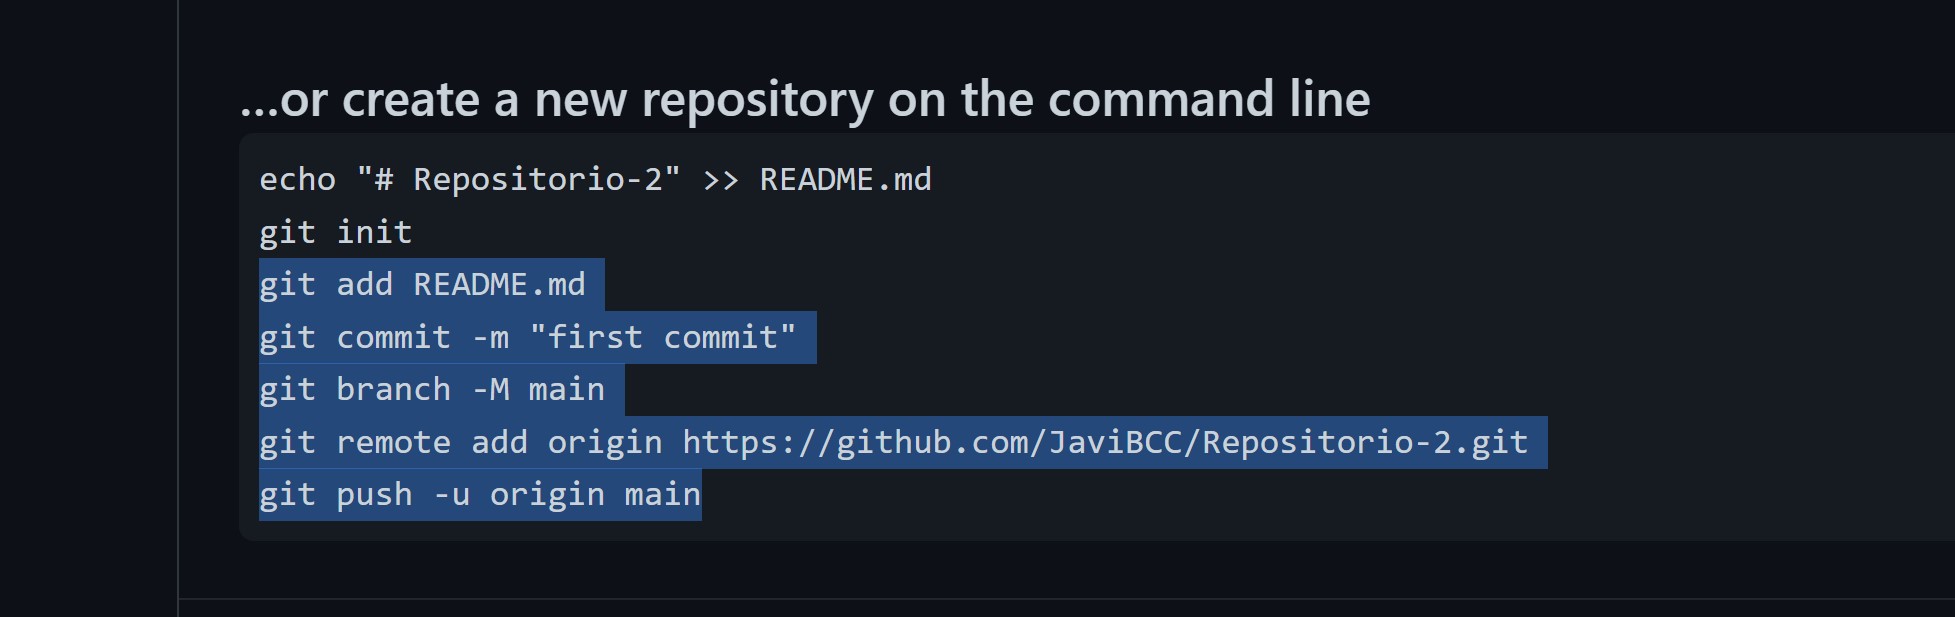 ...or create a new repository on the command line
echo "# Repositorio-2" >> README.md
git init
git add README.md
git commit -m "first commit"
git branch -M main
git remote add origin https://github.com/JaviBCC/Repositorio-2.git
git push -u origin main